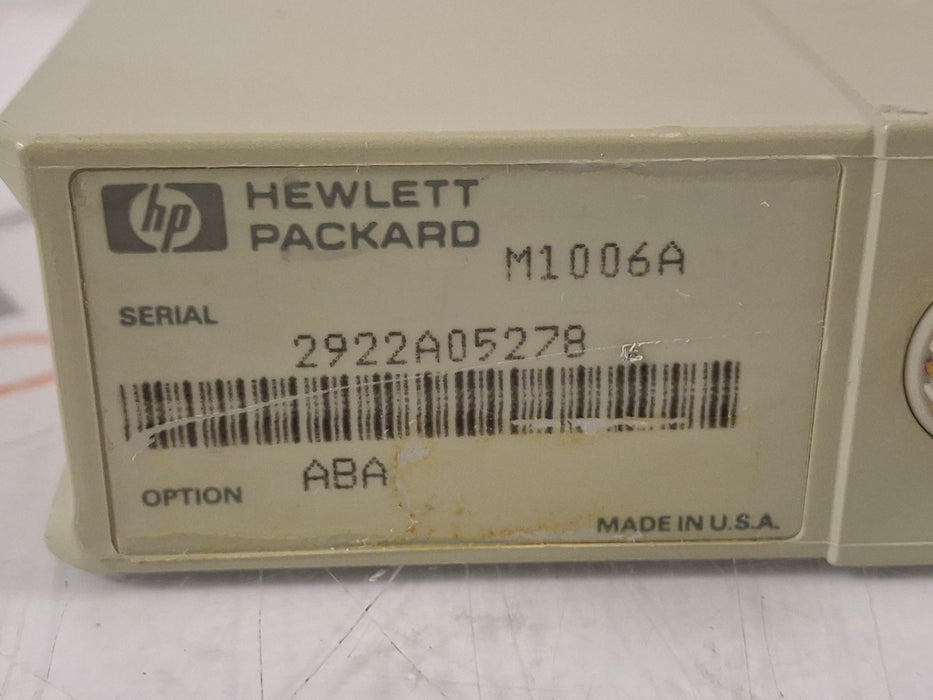 hp HEWLETT
PACKARD
M1006A
SERIAL
2922A05278
ABA
OPTION
MADE IN U.S.A.